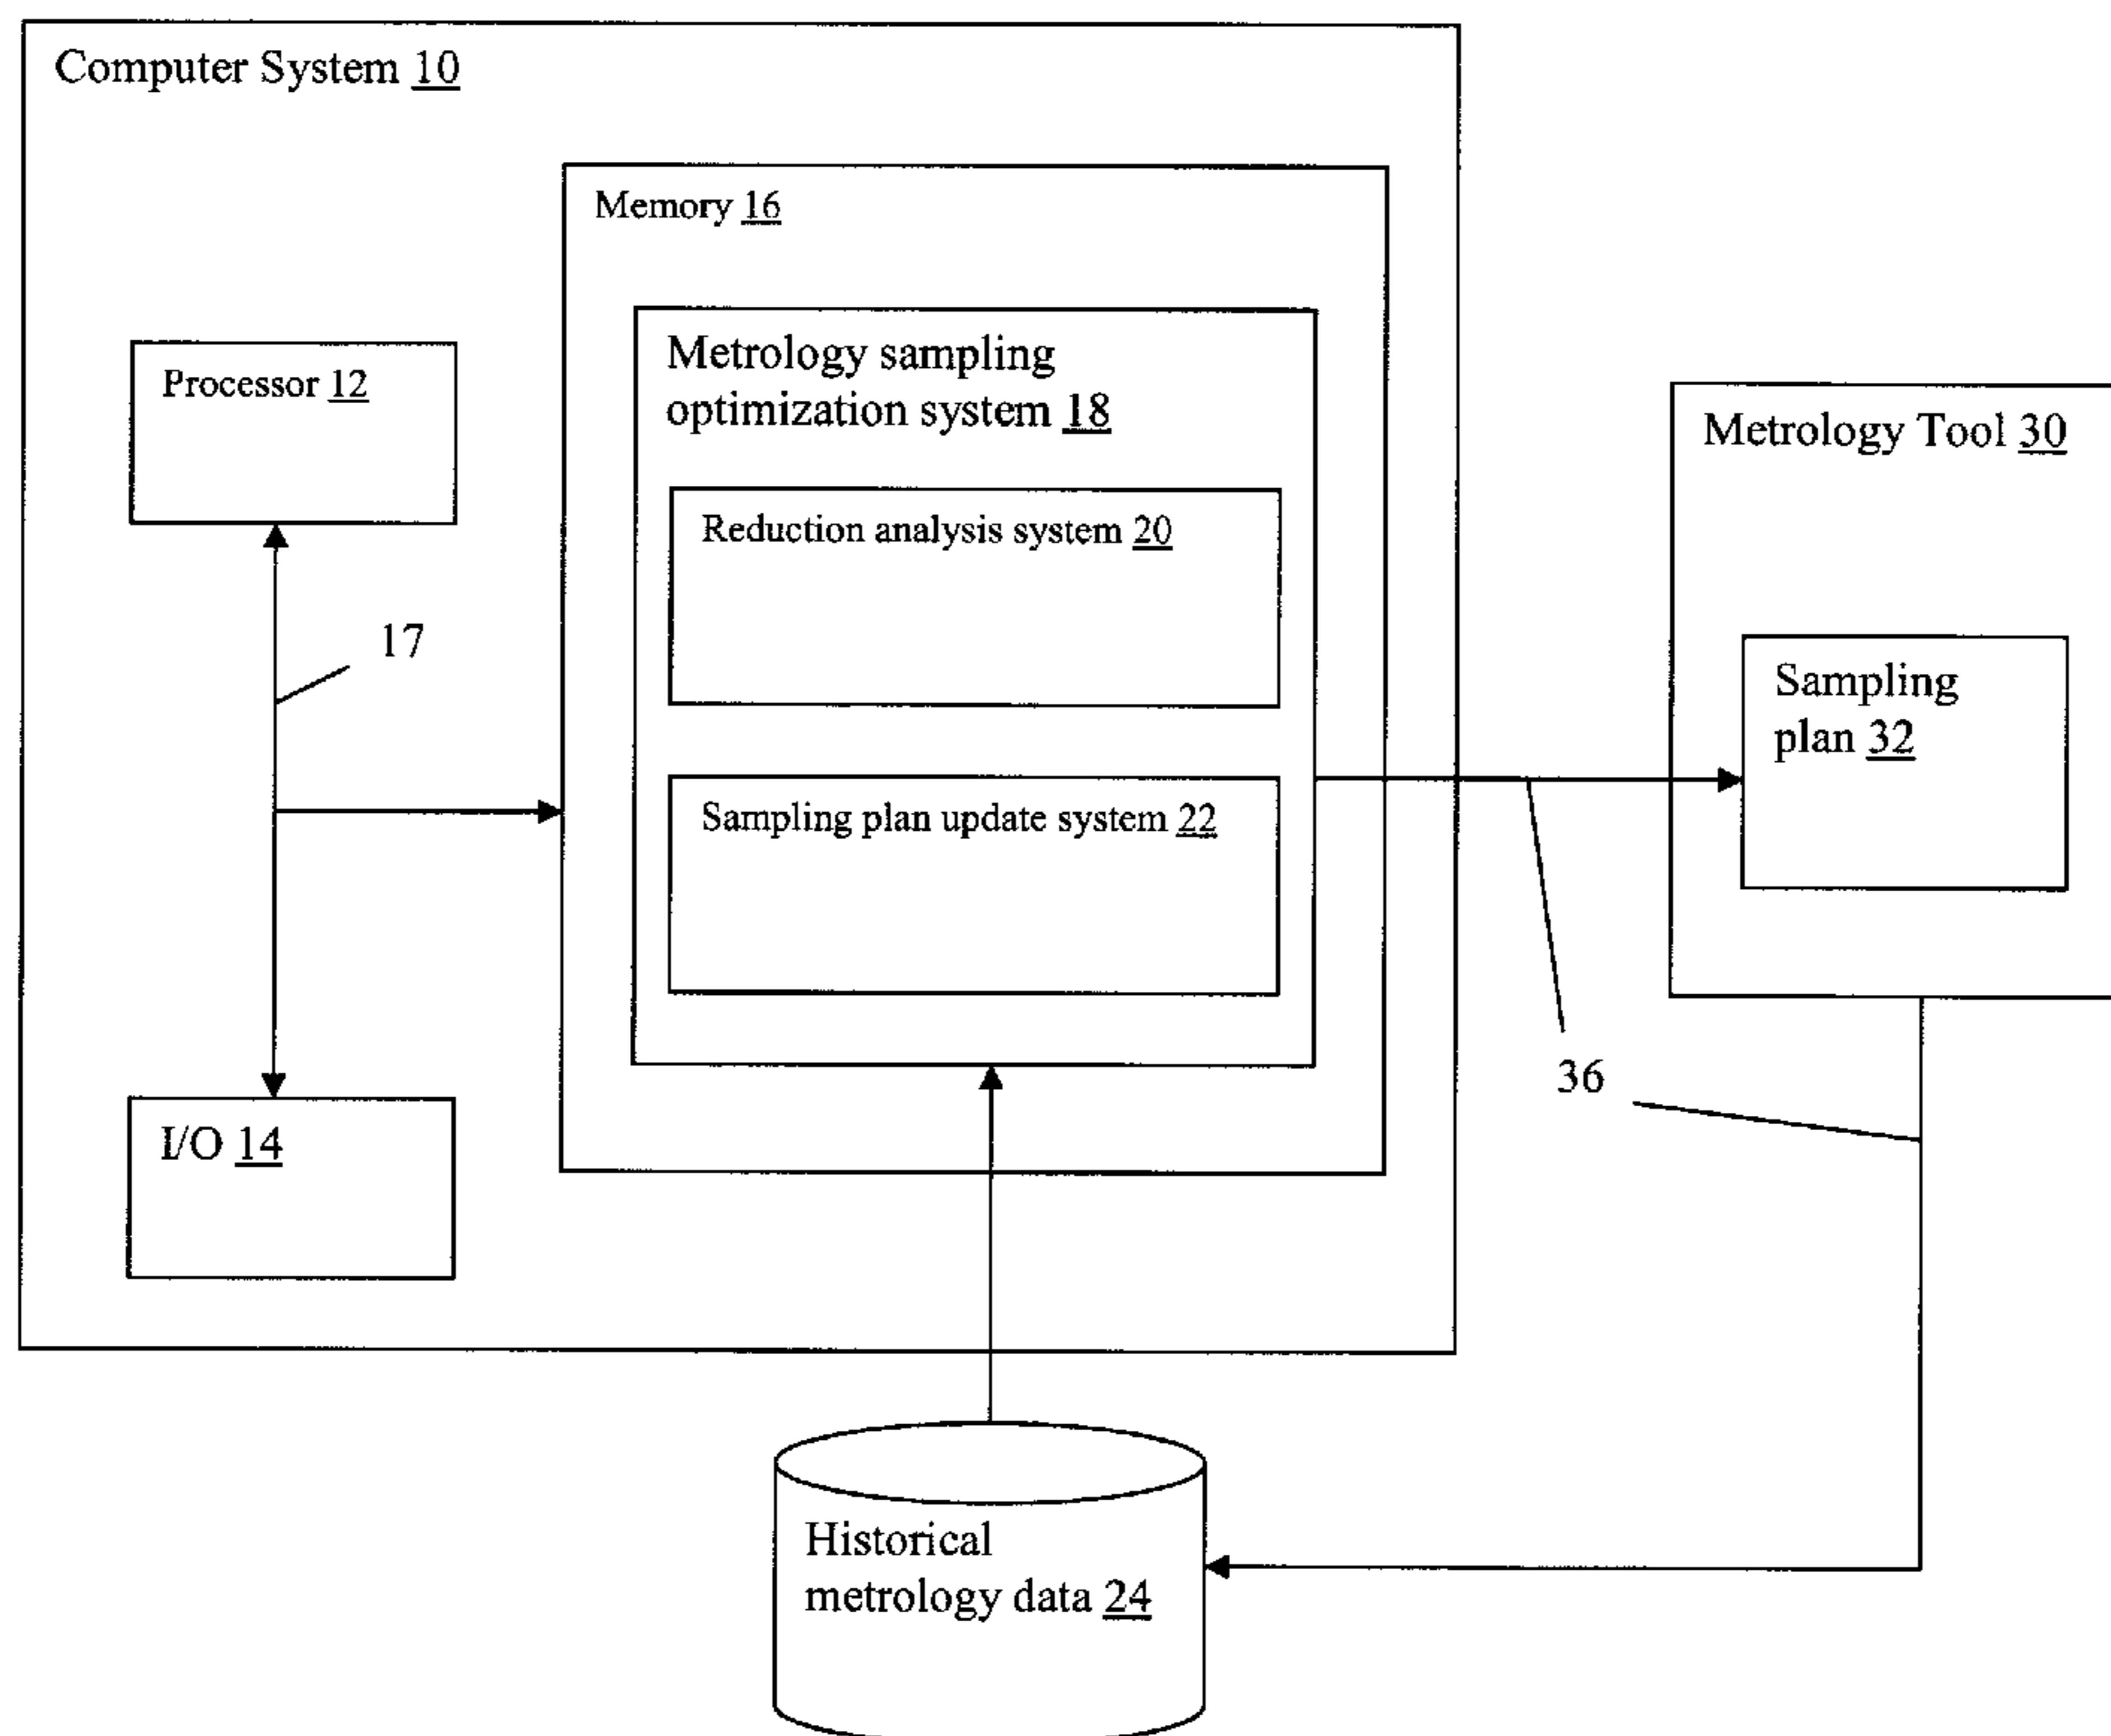 Computer System 10
Memory 16
Metrology sampling
optimization system 18
Processor 12
Metrology Tool 30
Reduction analysis system 20
17
Sampling
plan 32
Sampling plan update system 22
36
I/O 14
Historical
metrology data 24